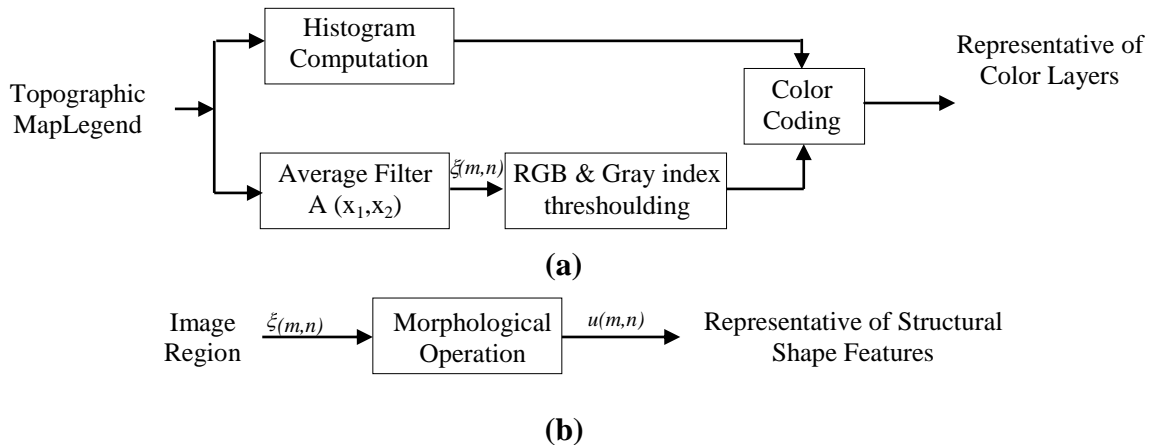 Histogram
Computation
Representative of
Color Layers
Topographic
MapLegend
Color
Coding
Average Filter
A (x₁,x₂)
ξ(m,n)
RGB & Gray index
threshoulding
(a)
Image
Region
ξ(m,n)
Morphological
Operation
u(m,n)
Representative of Structural
Shape Features
(b)